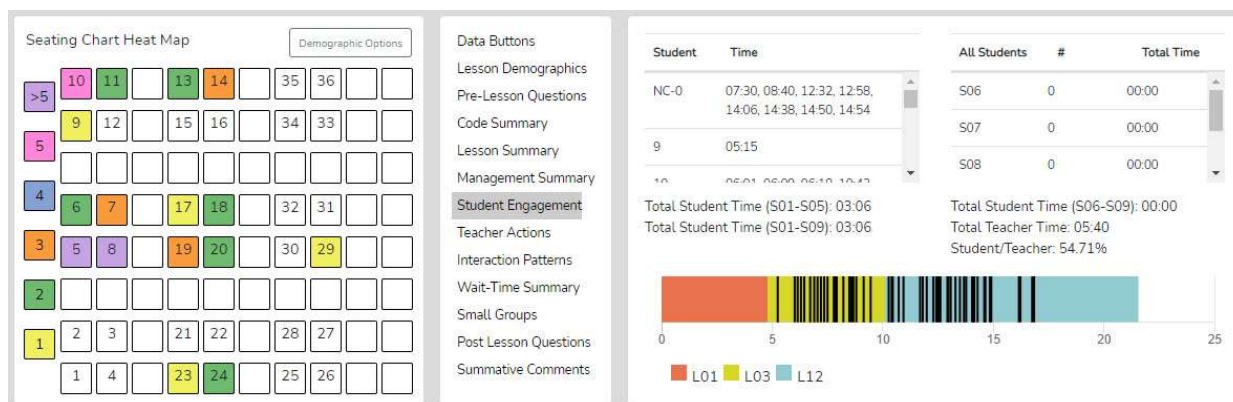 Seating Chart Heat Map
Demographic Options
>5
5
4
3
2
1
10 11 13 14 35 36
9 12 15 16 34 33
6 7 17 18 32 31
5 8 19 20 30 29
2 3 21 22 28 27
1 4 23 24 25 26
Data Buttons
Lesson Demographics
Pre-Lesson Questions
Code Summary
Lesson Summary
Management Summary
Student Engagement
Teacher Actions
Interaction Patterns
Wait-Time Summary
Small Groups
Post Lesson Questions
Summative Comments
Student Time
NC-0 07:30, 08:40, 12:32, 12:58,
14:06, 14:38, 14:50, 14:54
9 05:15
Total Student Time (S01-S05): 03:06
Total Student Time (S01-S09): 03:06
All Students # Total Time
S06 0 00:00
S07 0 00:00
S08 0 00:00
Total Student Time (S06-S09): 00:00
Total Teacher Time: 05:40
Student/Teacher: 54.71%
0 5 10 15 20 25
L01 L03 L12